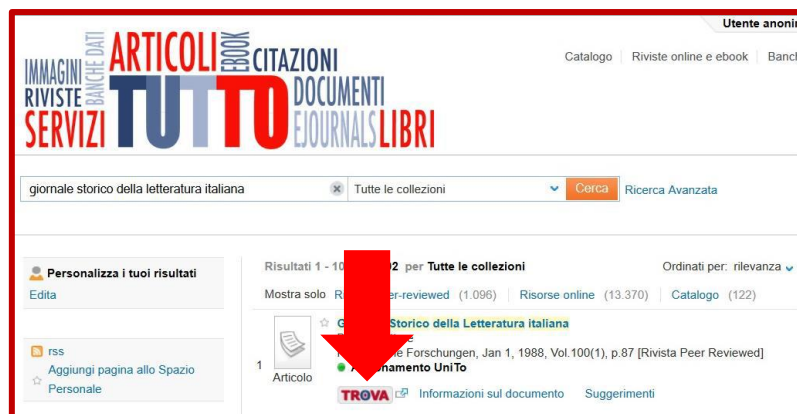 Utente anonim
IMMAGINI
RIVISTE
BANCHE DATI
SERVIZI
ARTICOLI
EBOOK
CITAZIONI
TUTTO
DOCUMENTI
EJOURNALS
LIBRI
Catalogo Riviste online e ebook Banch
giornale storico della letteratura italiana Tutte le collezioni Cerca Ricerca Avanzata
Personalizza i tuoi risultati
Edita
rss
Aggiungi pagina allo Spazio
Personale
Risultati 1 - 02 per Tutte le collezioni Ordinati per: rilevanza
Mostra solo er-reviewed (1.096) Risorse online (13.370) Catalogo (122)
Storico della Letteratura italiana
e Forschungen, Jan 1, 1988, Vol.100(1), p.87 [Rivista Peer Reviewed]
1
Articolo
namento UniTo
TROVA Informazioni sul documento Suggerimenti